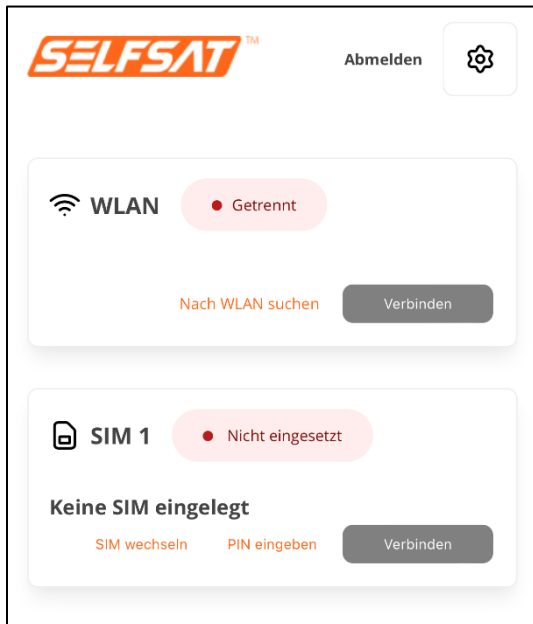 SELFSAT™
Abmelden
WLAN
Getrennt
Nach WLAN suchen
Verbinden
SIM 1
Nicht eingesetzt
Keine SIM eingelegt
SIM wechseln
PIN eingeben
Verbinden